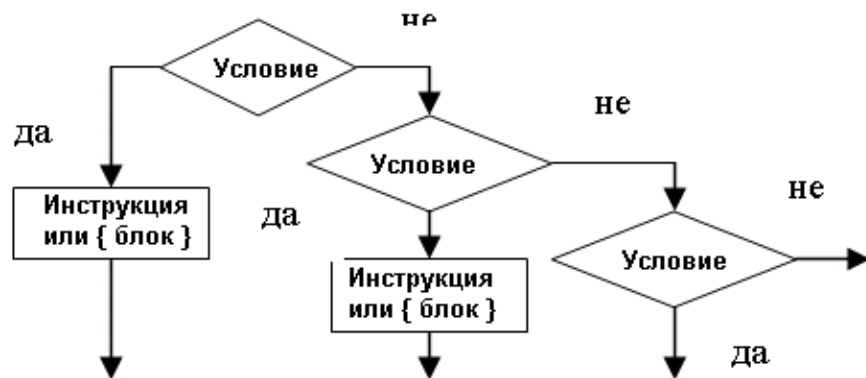 не
Условие
да
не
Условие
Инструкция
или { блок }
да
не
Условие
Инструкция
или { блок }
да